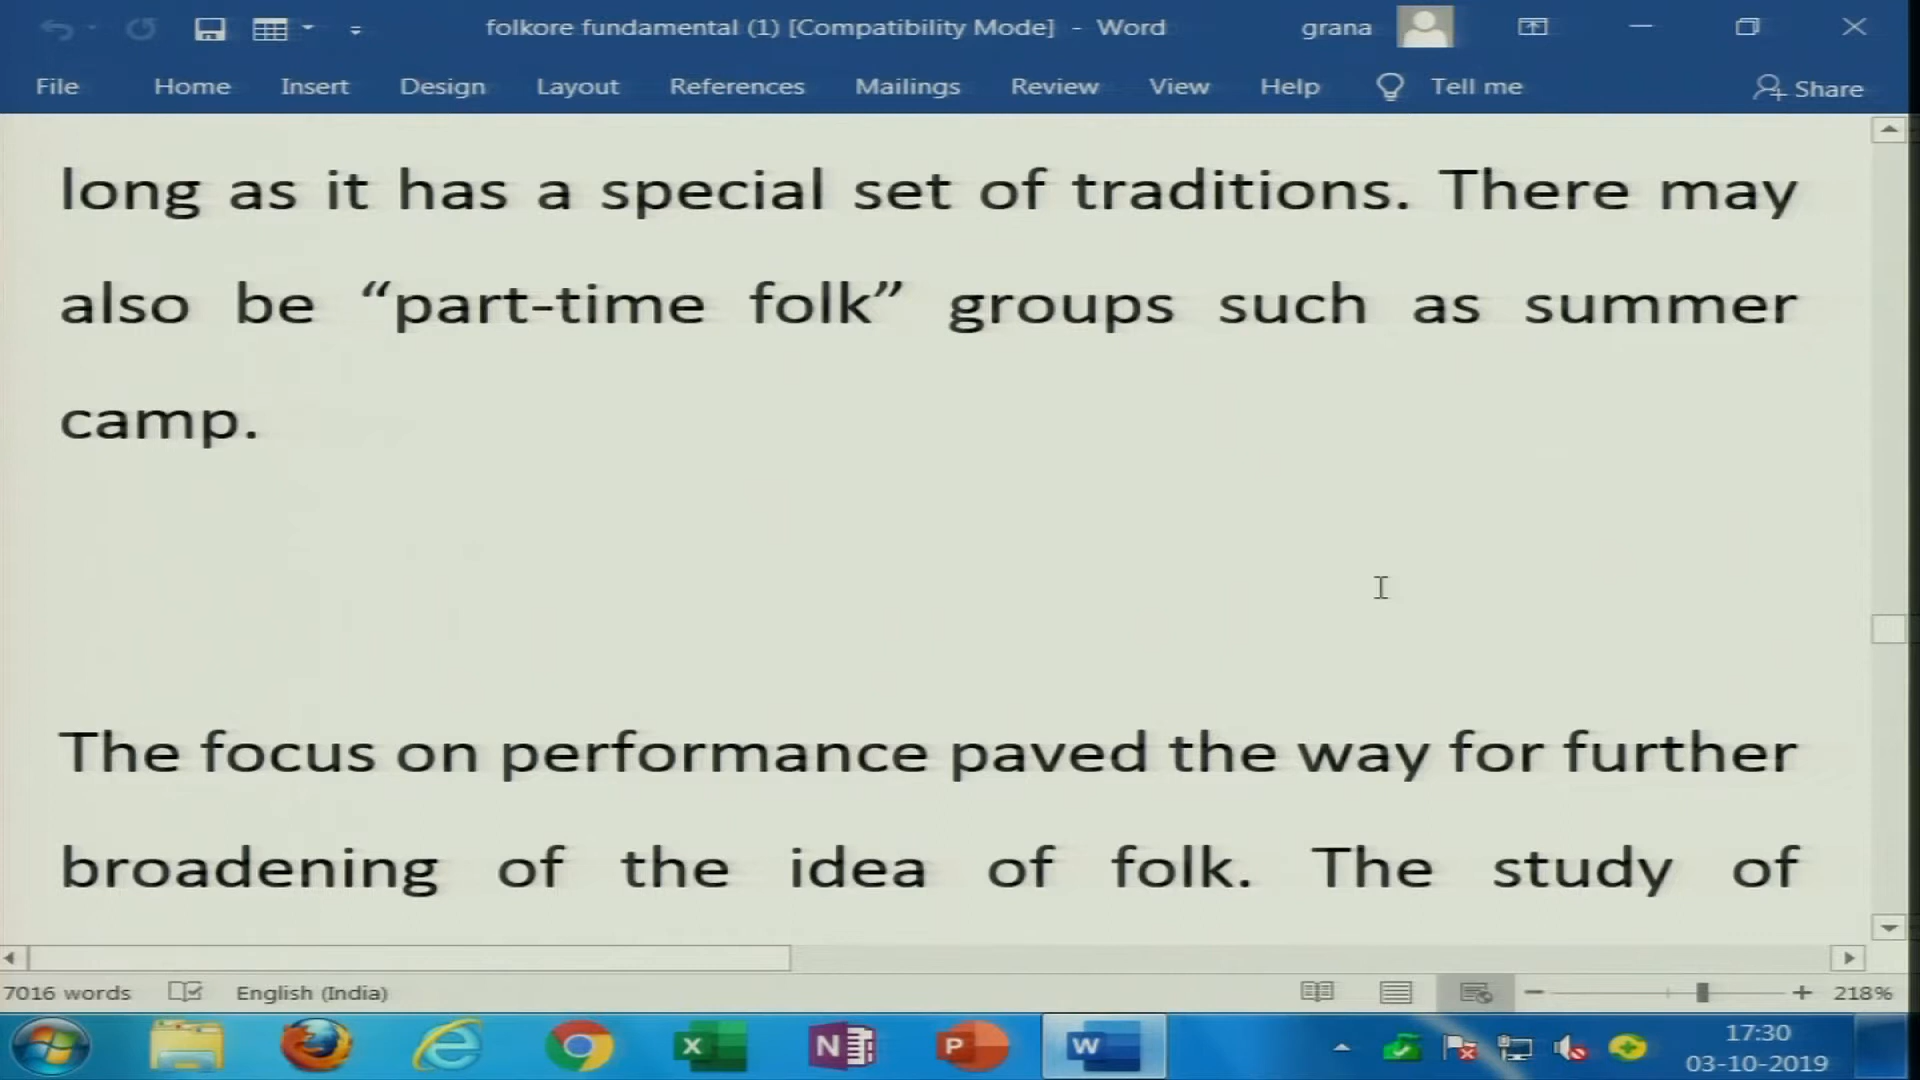 folkore fundamental (1) [Compatibility Mode] - Word
grana
File Home Insert Design Layout References Mailings Review View Help Tell me Share
long as it has a special set of traditions. There may
also be “part-time folk” groups such as summer
camp.
The focus on performance paved the way for further
broadening of the idea of folk. The study of
7016 words English (India) 218%
17:30
03-10-2019